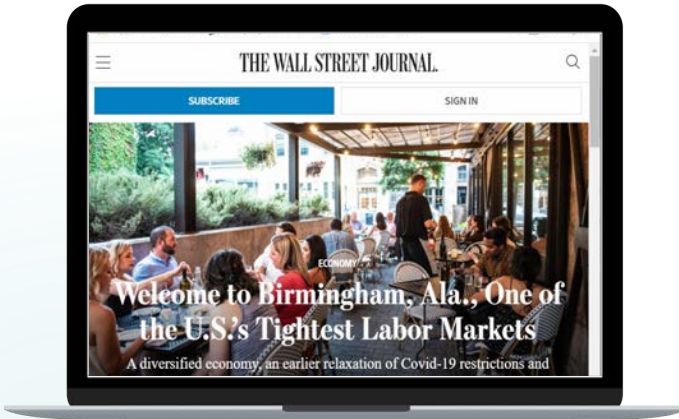 THE WALL STREET JOURNAL.
SUBSCRIBE
SIGN IN
ECONOMY
Welcome to Birmingham, Ala., One of
the U.S.'s Tightest Labor Markets
A diversified economy, an earlier relaxation of Covid-19 restrictions and